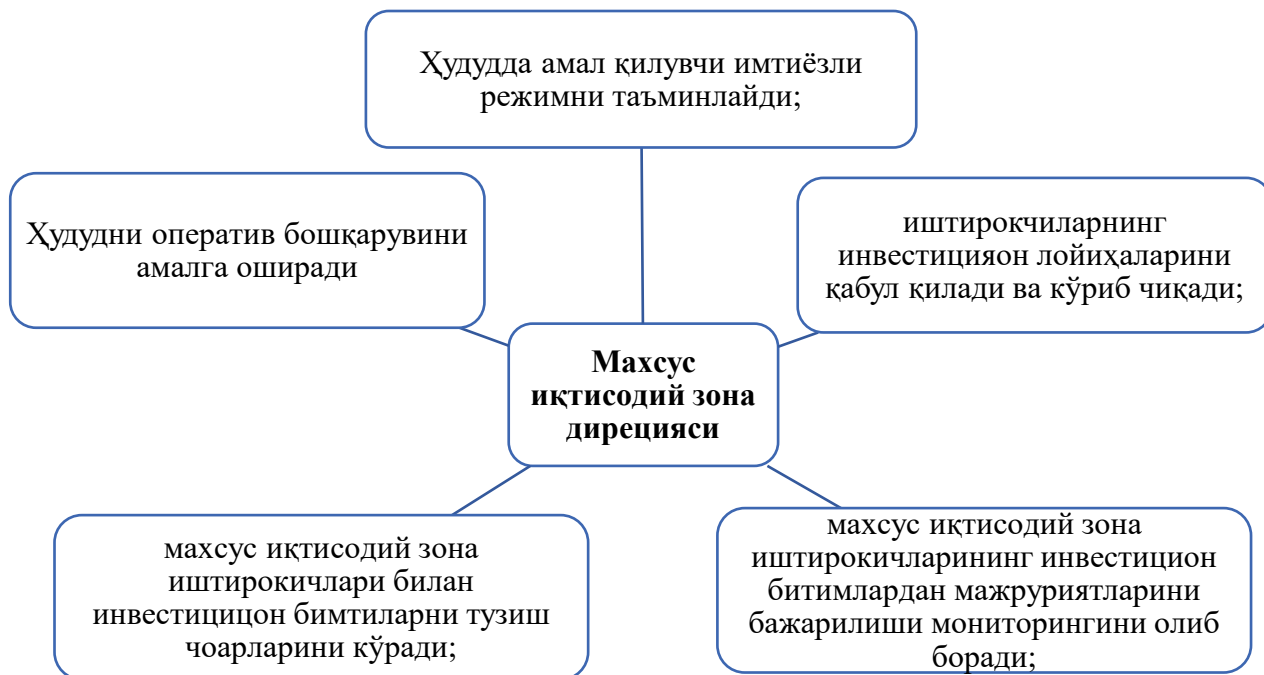 Ҳудудда амал қилувчи имтиёзли
режимни таъминлайди;
Ҳудудни оператив бошқарувини
амалга оширади
иштирокчиларнинг
инвестицияон лойиҳаларини
қабул қилади ва кўриб чиқади;
Махсус
иқтисодий зона
дирецияси
махсус иқтисодий зона
иштирокичлари билан
инвестицицон бимтиларни тузиш
чоарларини кўради;
махсус иқтисодий зона
иштирокичларининг инвестицион
битимлардан мажруриятларини
бажарилиши мониторингини олиб
боради;